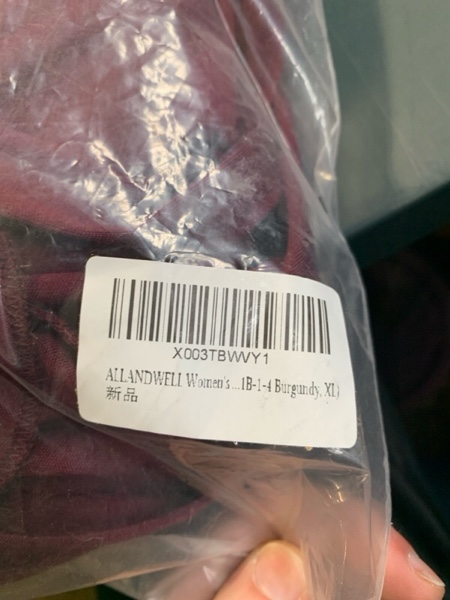 X003TBWVY1
ALLANDWELL Women's ...1B-1-4 Burgundy, XL)
新品